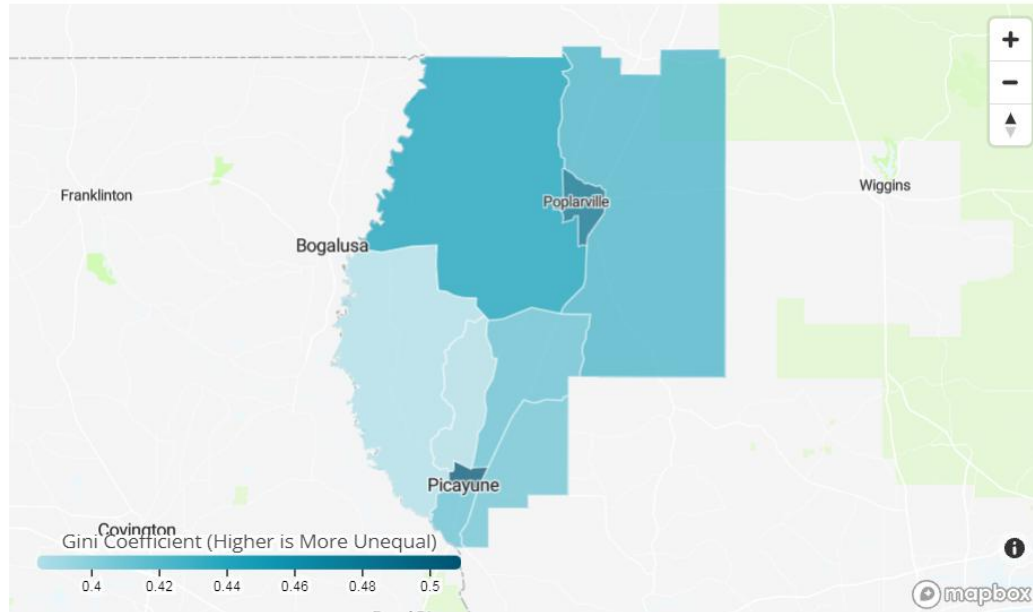 Franklinton
Poplarville
Wiggins
Bogalusa
Picayune
Covington
Gini Coefficient (Higher is More Unequal)
0.4 0.42 0.44 0.46 0.48 0.5
mapbox